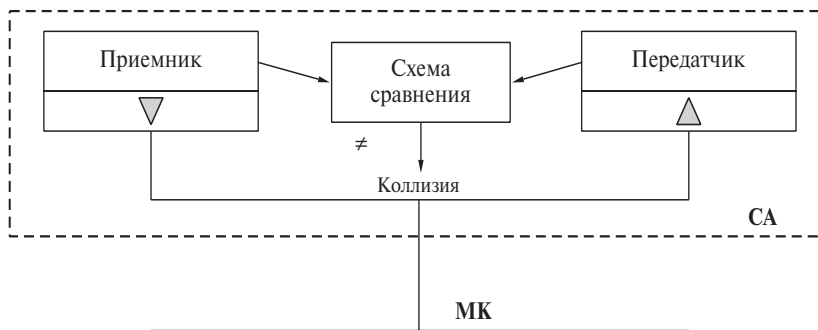 Приемник
Схема
сравнения
Передатчик
≠
Коллизия
СА
МК